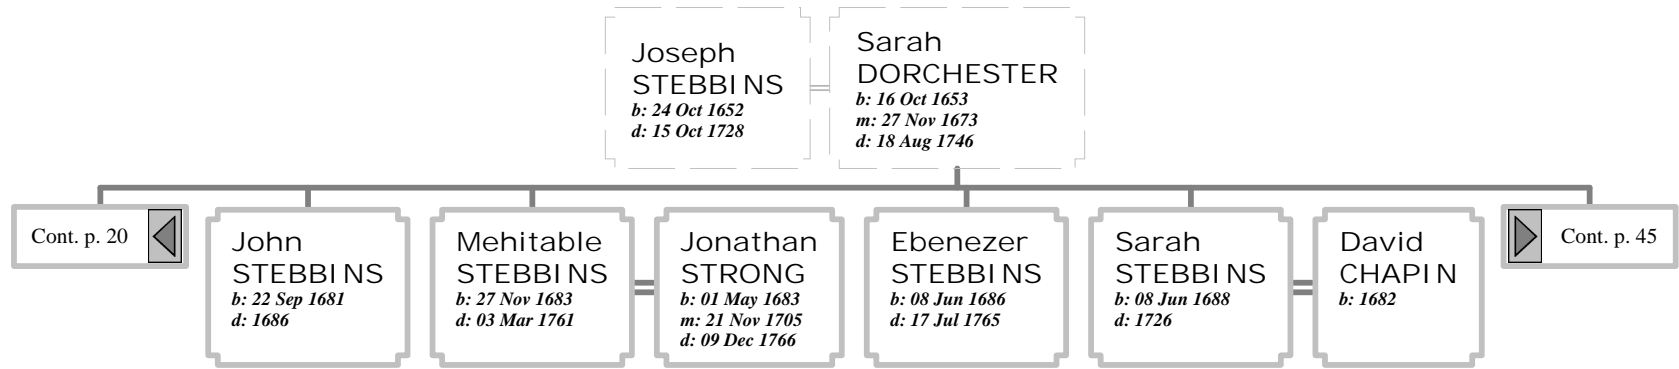 Joseph
STEBBINS
b: 24 Oct 1652
d: 15 Oct 1728
Sarah
DORCHESTER
b: 16 Oct 1653
m: 27 Nov 1673
d: 18 Aug 1746
Cont. p. 20
John
STEBBINS
b: 22 Sep 1681
d: 1686
Mehitable
STEBBINS
b: 27 Nov 1683
d: 03 Mar 1761
Jonathan
STRONG
b: 01 May 1683
m: 21 Nov 1705
d: 09 Dec 1766
Ebenezer
STEBBINS
b: 08 Jun 1686
d: 17 Jul 1765
Sarah
STEBBINS
b: 08 Jun 1688
d: 1726
David
CHAPIN
b: 1682
Cont. p. 45